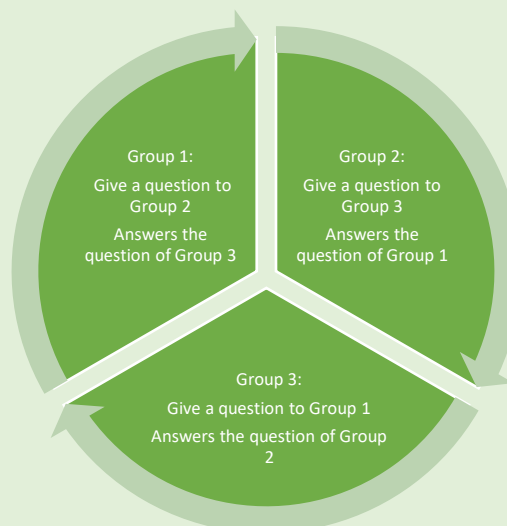 Group 1:
Give a question to
Group 2
Answers the
question of Group 3
Group 2:
Give a question to
Group 3
Answers the
question of Group 1
Group 3:
Give a question to Group 1
Answers the question of Group
2